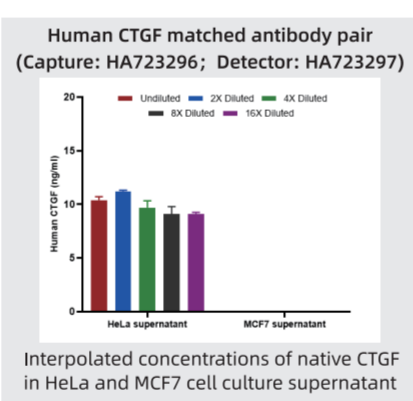 Human CTGF matched antibody pair
(Capture: HA723296; Detector: HA723297)
Undiluted 2X Diluted 4X Diluted
8X Diluted 16X Diluted
Human CTGF (ng/ml)
20
15
10
5
0
HeLa supernatant MCF7 supernatant
Interpolated concentrations of native CTGF
in HeLa and MCF7 cell culture supernatant